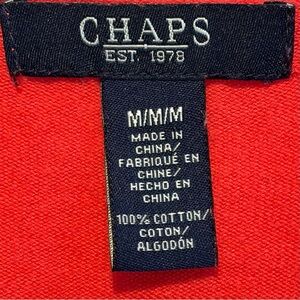 CHAPS
EST. 1978
M/M/M
MADE IN
CHINA/
FABRIQUÉ EN
CHINE/
HECHO EN
CHINA
100% COTTON/
COTON/
ALGODÓN